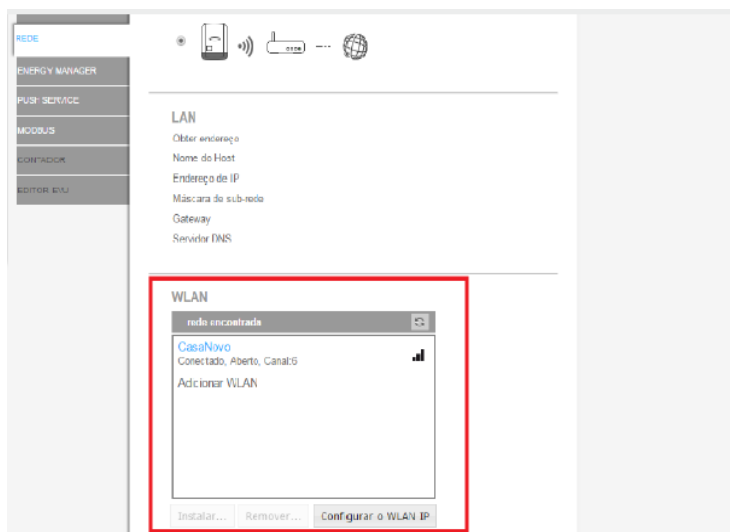 REDE
ENERGY MANAGER
PUSH SERVICE
MODBUS
CONTADOR
EDITOR EVU
LAN
Obter endereço
Nome do Host
Endereço de IP
Máscara de sub-rede
Gateway
Servidor DNS
WLAN
rede encontrada
CasaNovo
Conectado, Aberto, Canal:6
Adicionar WLAN
Instalar...
Remover...
Configurar o WLAN IP